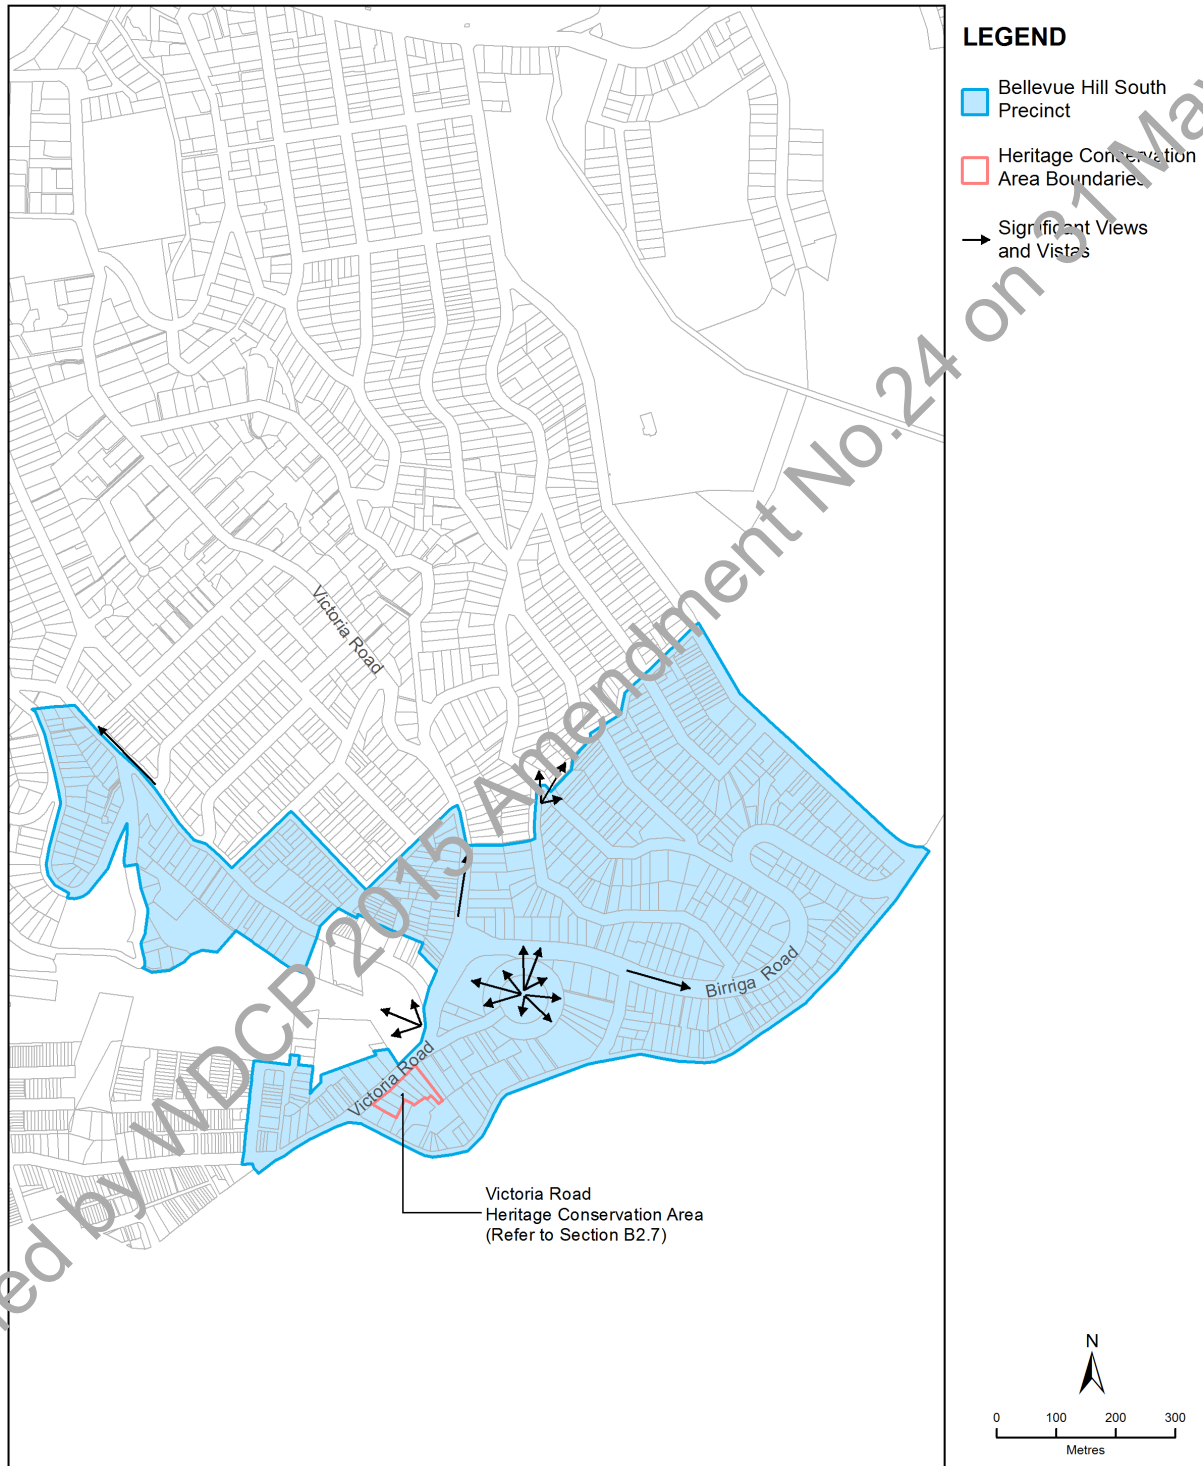 LEGEND
Bellevue Hill South
Precinct
Heritage Conservation
Area Boundaries
Significant Views
and Vistas
Victoria Road
Birriga Road
Victoria Road
Victoria Road
Heritage Conservation Area
(Refer to Section B2.7)
N
0 100 200 300
Metres
by WDCP 2015 Amendment No.24 on 31